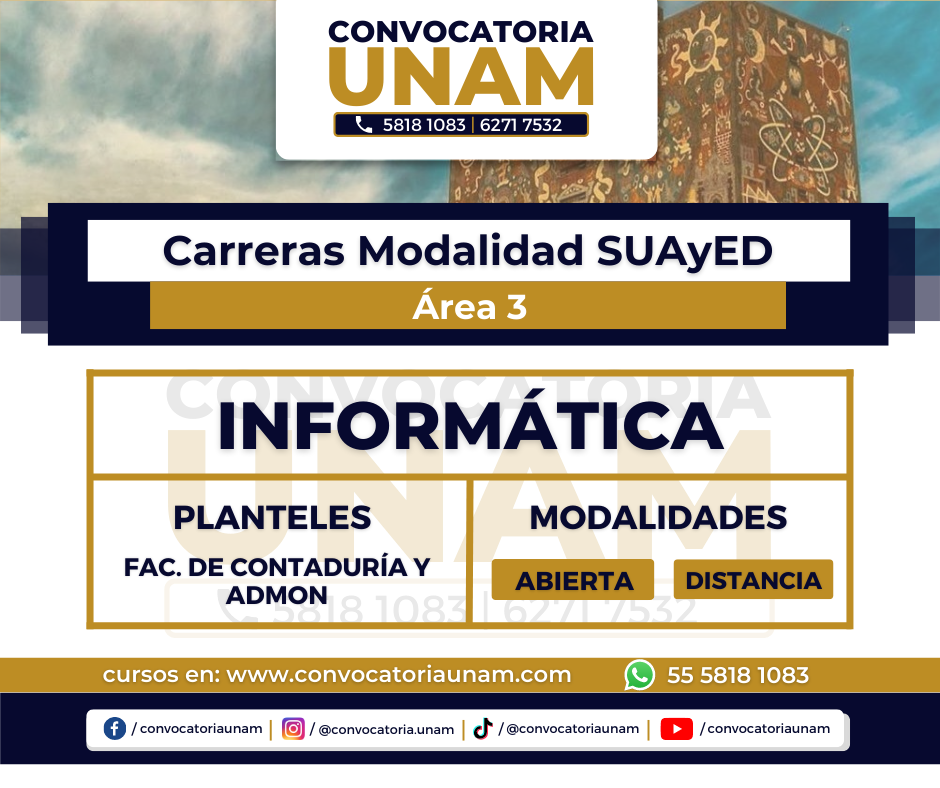 CONVOCATORIA
UNAM
5818 1083 | 6271 7532
Carreras Modalidad SUAyED
Área 3
CONVOCATORIA
UNAM
5818 1083 | 6271 7532
INFORMÁTICA
PLANTELES
FAC. DE CONTADURÍA Y
ADMON
MODALIDADES
ABIERTA
DISTANCIA
cursos en: www.convocatoriaunam.com
55 5818 1083
/ convocatoriaunam | / @convocatoria.unam | / @convocatoriaunam | / convocatoriaunam